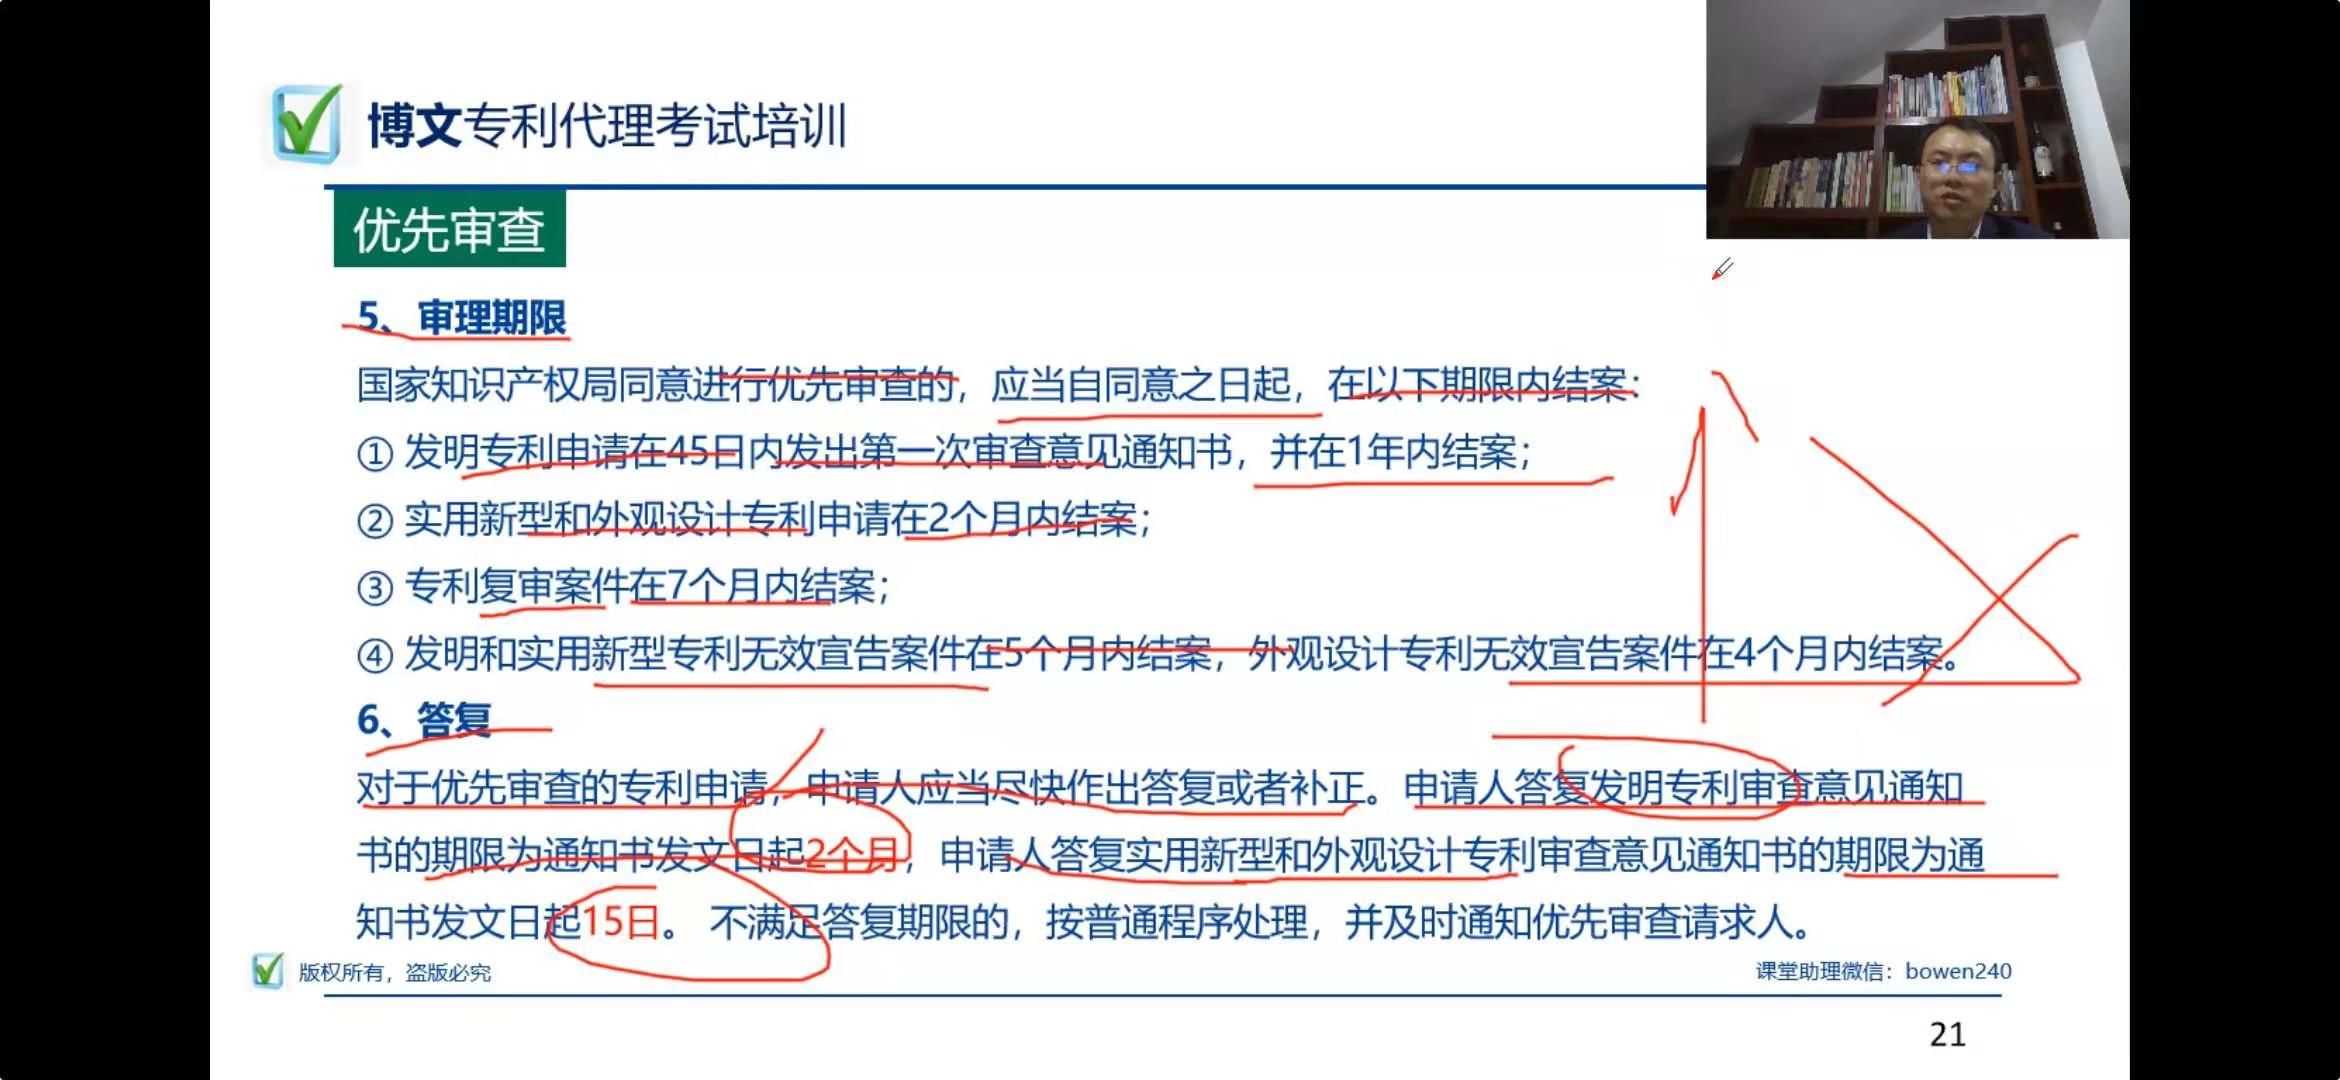 博文专利代理考试培训
优先审查
5、审理期限
国家知识产权局同意进行优先审查的，应当自同意之日起，在以下期限内结案：
① 发明专利申请在45日内发出第一次审查意见通知书，并在1年内结案；
② 实用新型和外观设计专利申请在2个月内结案；
③ 专利复审案件在7个月内结案；
④ 发明和实用新型专利无效宣告案件在5个月内结案，外观设计专利无效宣告案件在4个月内结案。
6、答复
对于优先审查的专利申请，申请人应当尽快作出答复或者补正。申请人答复发明专利审查意见通知
书的期限为通知书发文日起2个月，申请人答复实用新型和外观设计专利审查意见通知书的期限为通
知书发文日起15日。 不满足答复期限的，按普通程序处理，并及时通知优先审查请求人。
版权所有，盗版必究
课堂助理微信：bowen240
21